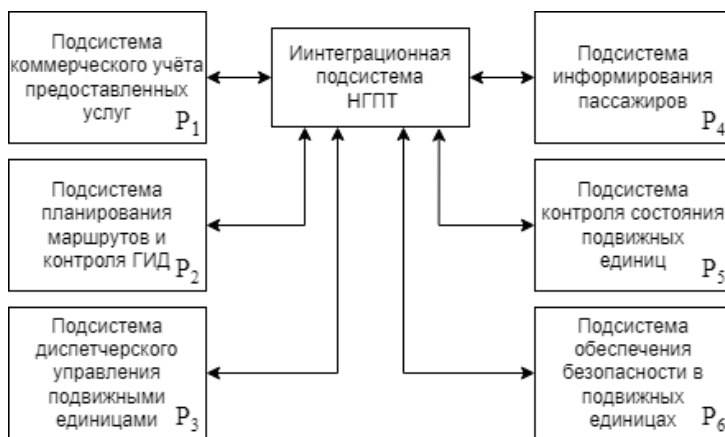 Подсистема
коммерческого учёта
предоставленных
услуг
P1
Иинтеграционная
подсистема
НГПТ
Подсистема
информирования
пассажиров
P4
Подсистема
планирования
маршрутов и
контроля ГИД
P2
Подсистема
контроля состояния
подвижных
единиц
P5
Подсистема
диспетчерского
управления
подвижными
единицами
P3
Подсистема
обеспечения
безопасности в
подвижных
единицах
P6